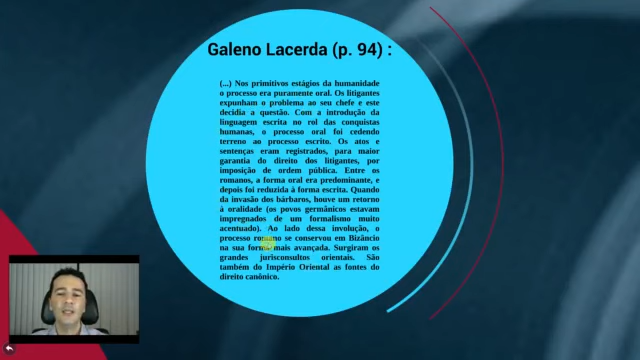 Galeno Lacerda (p. 94) :
(...) Nos primitivos estágios da humanidade
o processo era puramente oral. Os litigantes
expunham o problema ao seu chefe e este
decidia a questão. Com a introdução da
linguagem escrita no rol das conquistas
humanas, o processo oral foi cedendo
terreno ao processo escrito. Os atos e
sentenças eram registrados, para maior
garantia do direito dos litigantes, por
imposição de ordem pública. Entre os
romanos, a forma oral era predominante, e
depois foi reduzida à forma escrita. Quando
da invasão dos bárbaros, houve um retorno
à oralidade (os povos germânicos estavam
impregnados de um formalismo muito
acentuado). Ao lado dessa involução, o
processo romano se conservou em Bizâncio
na sua forma mais avançada. Surgiram os
grandes jurisconsultos orientais. São
também do Império Oriental as fontes do
direito canônico.